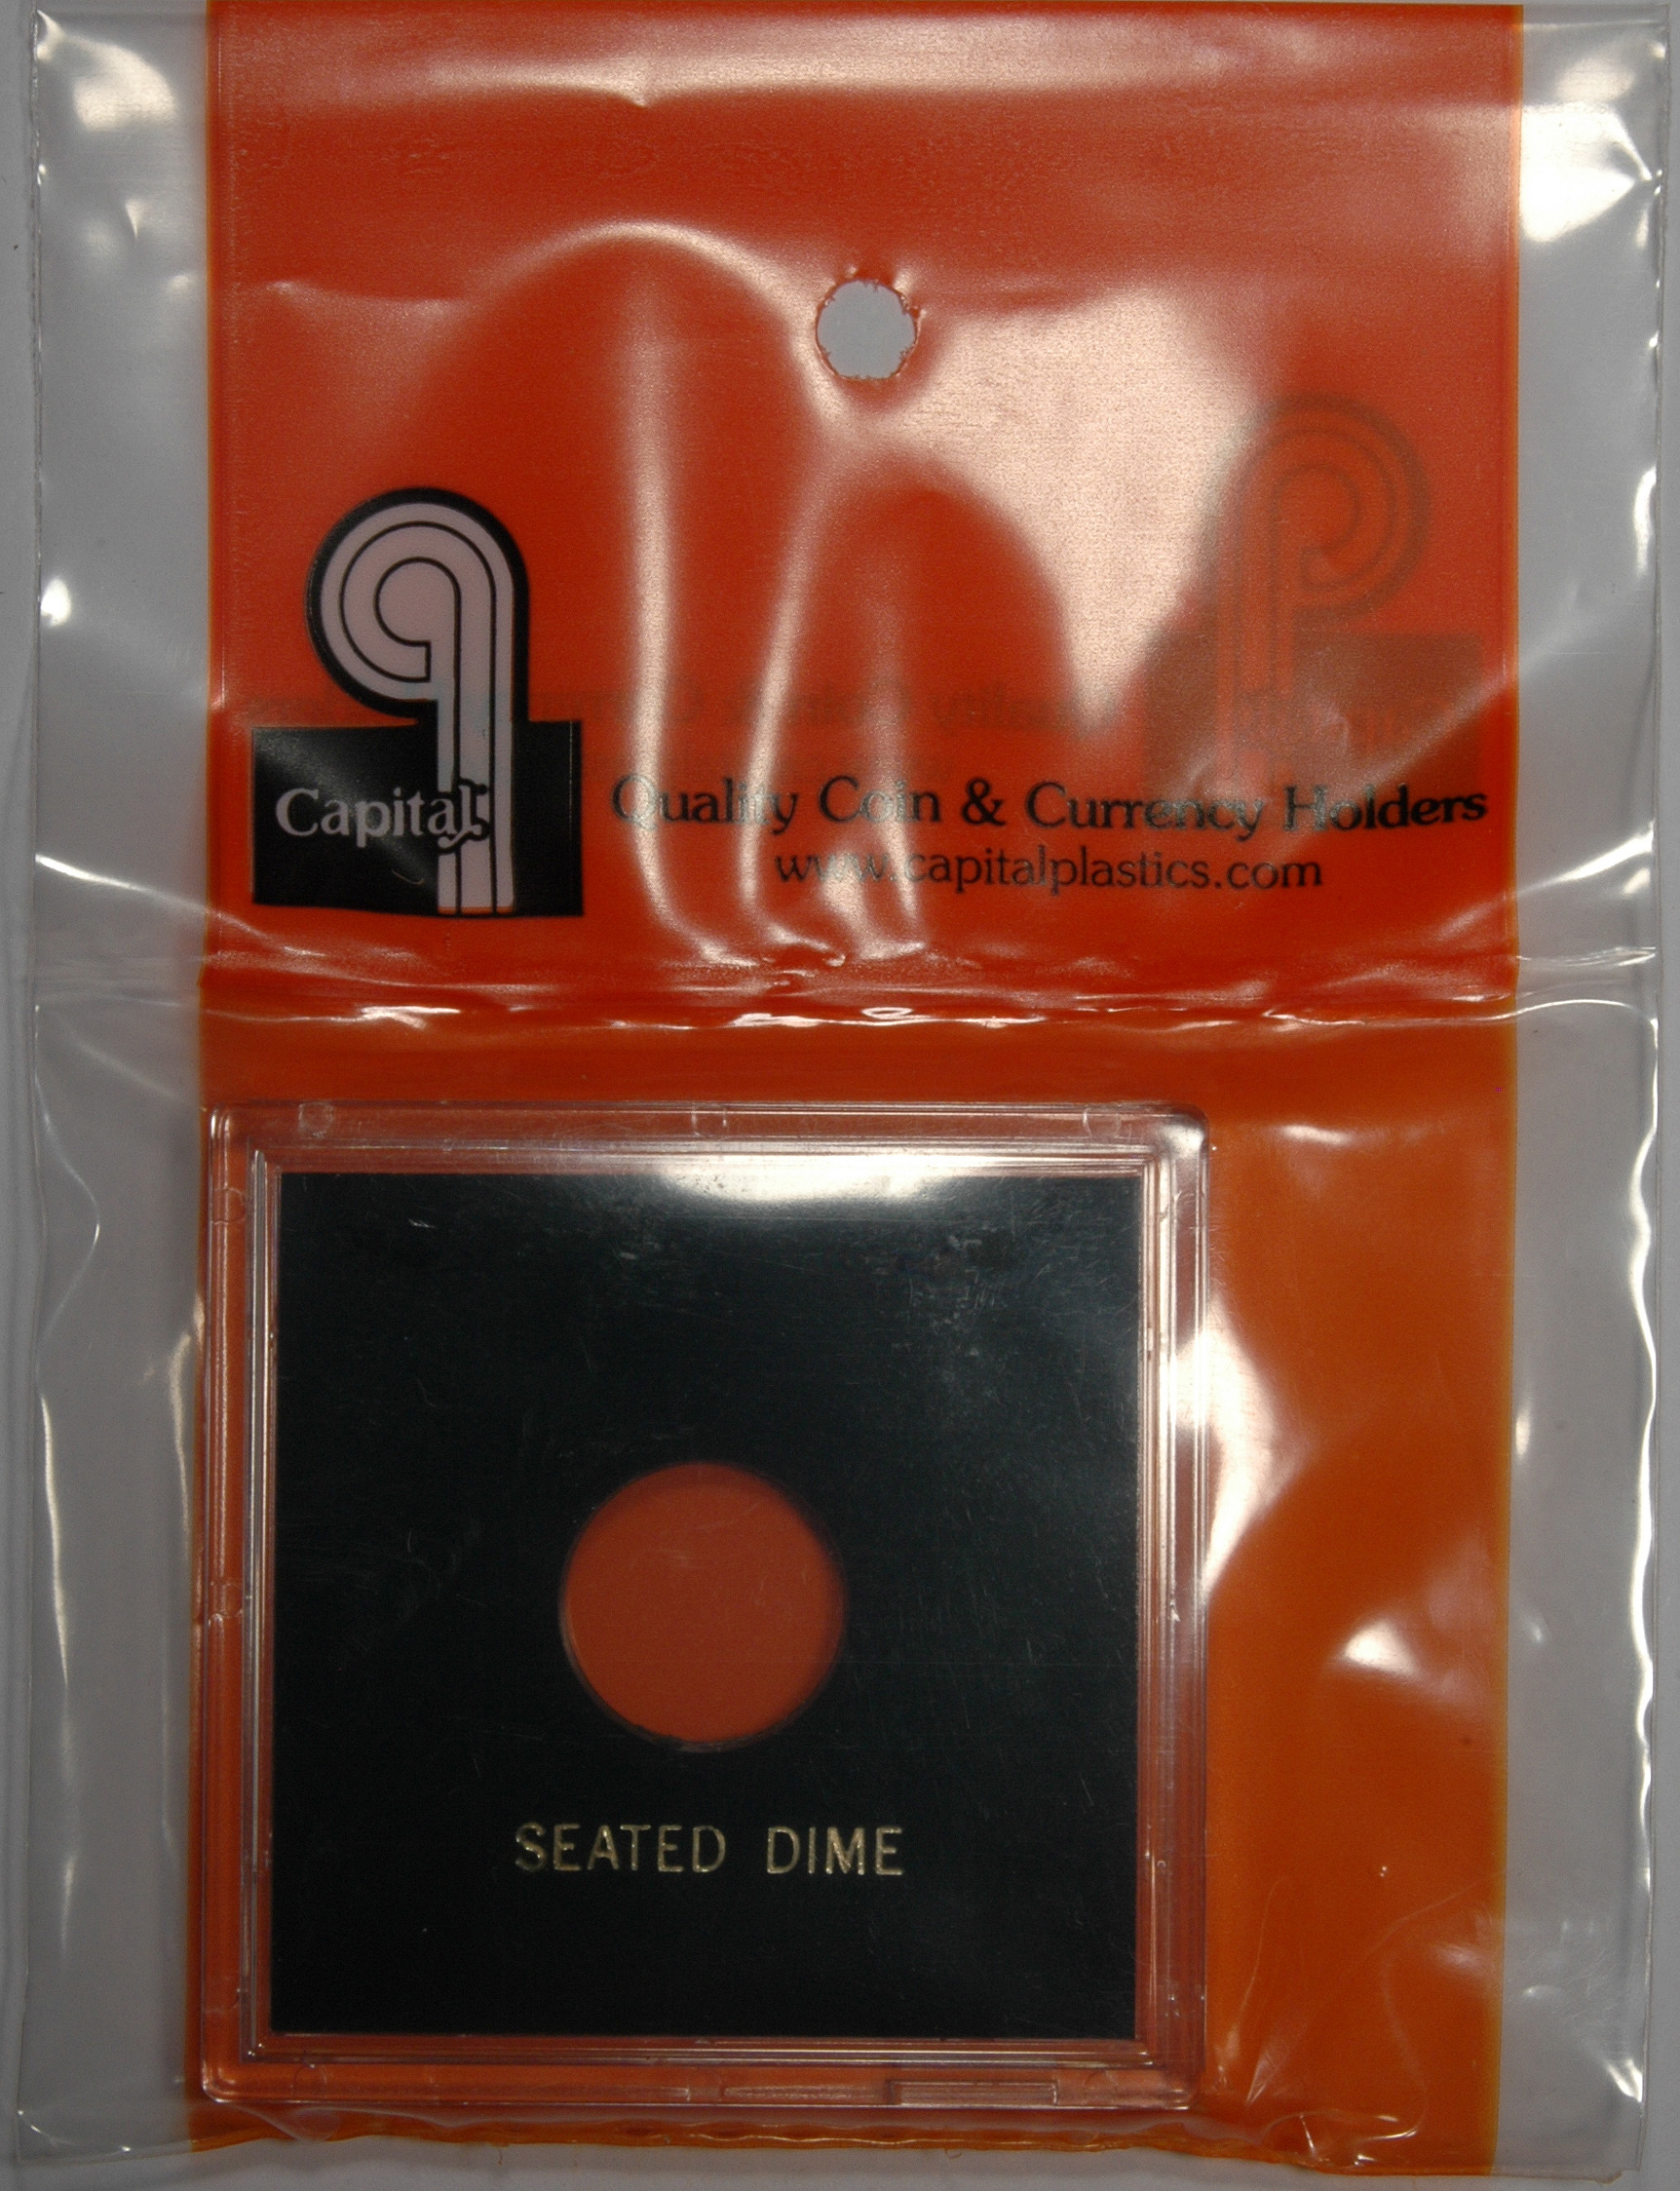 Capital
Quality Coin & Currency Holders
www.capitalplastics.com
SEATED DIME